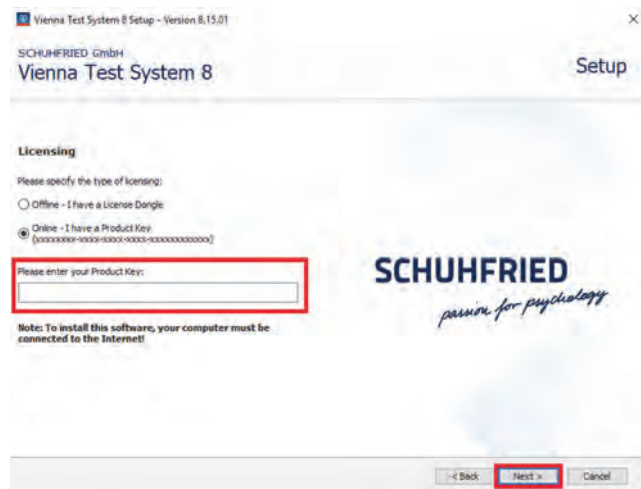 Vienna Test System 8 Setup - Version 8.15.01
SCHUHFRIED GmbH
Vienna Test System 8
Setup
Licensing
Please specify the type of licensing:
Offline - I have a License Dongle
Online - I have a Product Key
(xxxxxxxx-xxxx-xxxx-xxxx-xxxxxxxxxxxx)
Please enter your Product Key:
Note: To install this software, your computer must be
connected to the Internet!
SCHUHFRIED
passion for psychology
< Back
Next >
Cancel